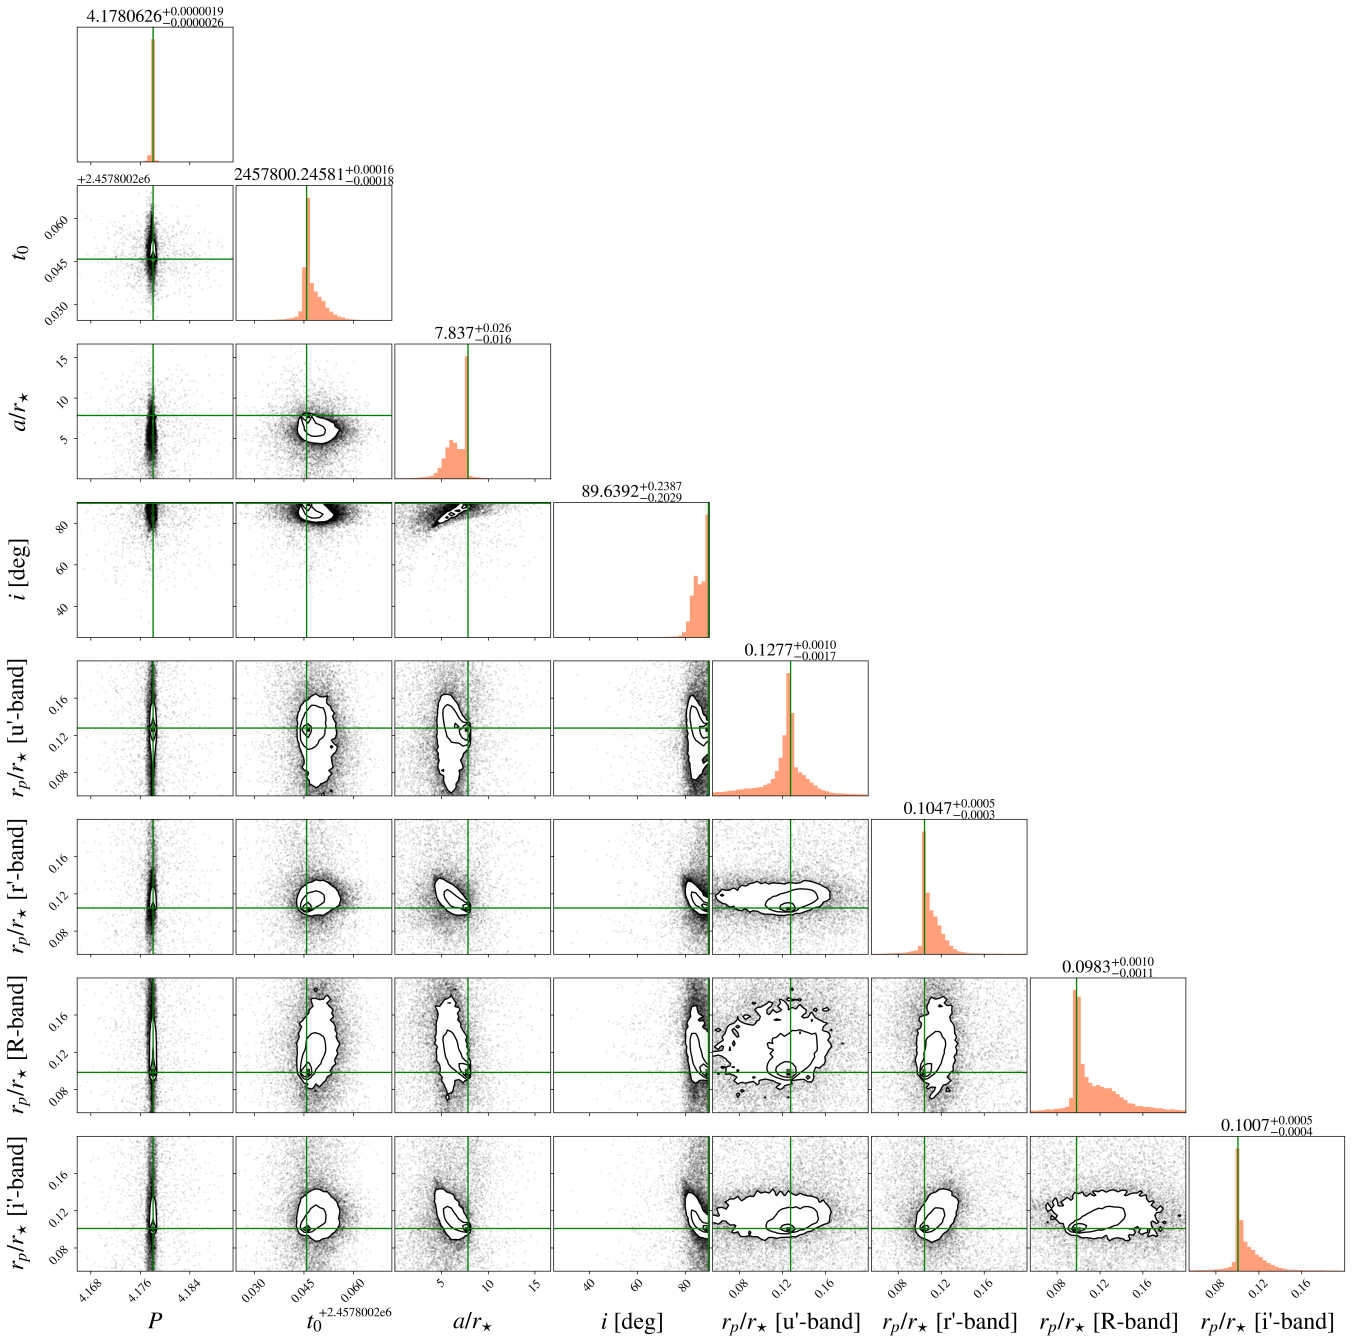 4.1780626+0.0000019−0.0000026
+2.4578002e6
2457800.24581+0.00016−0.00018
t0
0.060
0.045
0.030
7.837+0.026−0.016
a/r⋆
15
10
5
89.6392+0.2387−0.2029
i [deg]
80
60
40
0.1277+0.0010−0.0017
rp/r⋆ [u'-band]
0.16
0.12
0.08
0.1047+0.0005−0.0003
rp/r⋆ [r'-band]
0.16
0.12
0.08
0.0983+0.0010−0.0011
rp/r⋆ [R-band]
0.16
0.12
0.08
0.1007+0.0005−0.0004
rp/r⋆ [i'-band]
0.16
0.12
0.08
4.168 4.176 4.184 0.030 0.045 0.060 5 10 15 40 60 80 0.08 0.12 0.16 0.08 0.12 0.16 0.08 0.12 0.16 0.08 0.12 0.16
P t0 +2.4578002e6 a/r⋆ i [deg] rp/r⋆ [u'-band] rp/r⋆ [r'-band] rp/r⋆ [R-band] rp/r⋆ [i'-band]